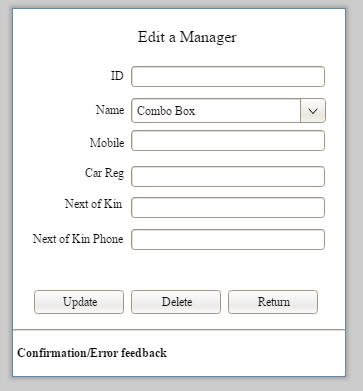 Edit a Manager
ID
Name Combo Box
Mobile
Car Reg
Next of Kin
Next of Kin Phone
Update Delete Return
Confirmation/Error feedback